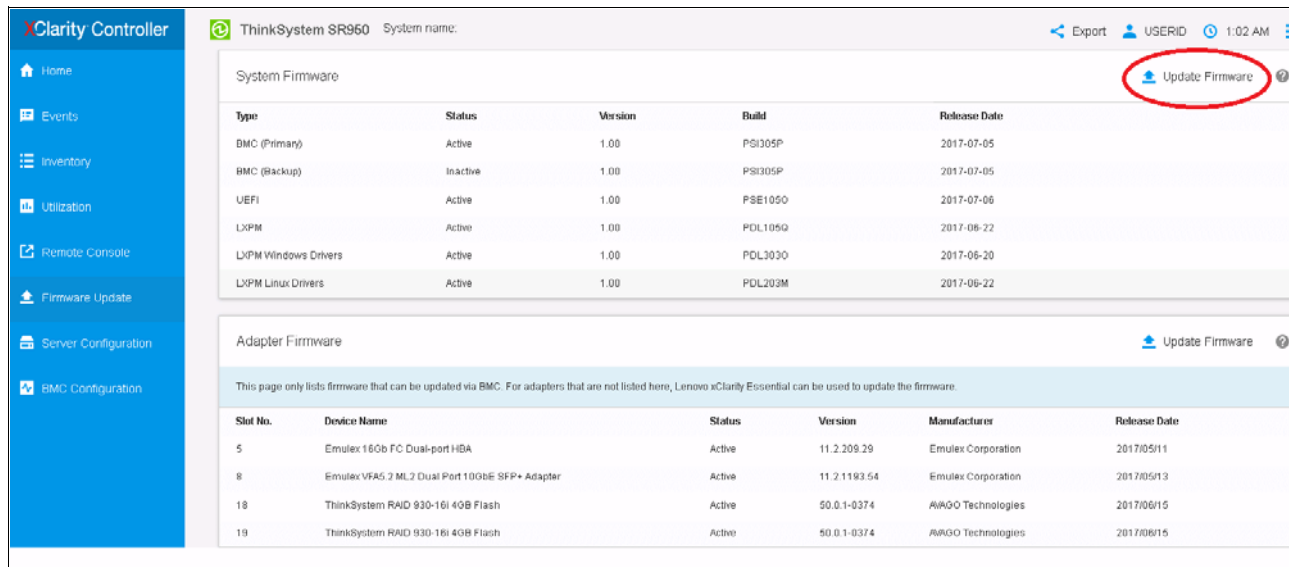 XClarity Controller
ThinkSystem SR950 System name:
Export USERID 1:02 AM
Home
Events
Inventory
Utilization
Remote Console
Firmware Update
Server Configuration
BMC Configuration
System Firmware Update Firmware ?
Type Status Version Build Release Date
BMC (Primary) Active 1.00 PSI305P 2017-07-05
BMC (Backup) Inactive 1.00 PSI305P 2017-07-05
UEFI Active 1.00 PSE105O 2017-07-06
LXPM Active 1.00 PDL105Q 2017-06-22
LXPM Windows Drivers Active 1.00 PDL303O 2017-06-20
LXPM Linux Drivers Active 1.00 PDL203M 2017-06-22
Adapter Firmware Update Firmware ?
This page only lists firmware that can be updated via BMC. For adapters that are not listed here, Lenovo xClarity Essential can be used to update the firmware.
Slot No. Device Name Status Version Manufacturer Release Date
5 Emulex 16Gb FC Dual-port HBA Active 11.2.209.29 Emulex Corporation 2017/05/11
8 Emulex VFA5.2 ML2 Dual Port 10GbE SFP+ Adapter Active 11.2.1193.54 Emulex Corporation 2017/05/13
18 ThinkSystem RAID 930-16i 4GB Flash Active 50.0.1-0374 AVAGO Technologies 2017/06/15
19 ThinkSystem RAID 930-16i 4GB Flash Active 50.0.1-0374 AVAGO Technologies 2017/06/15